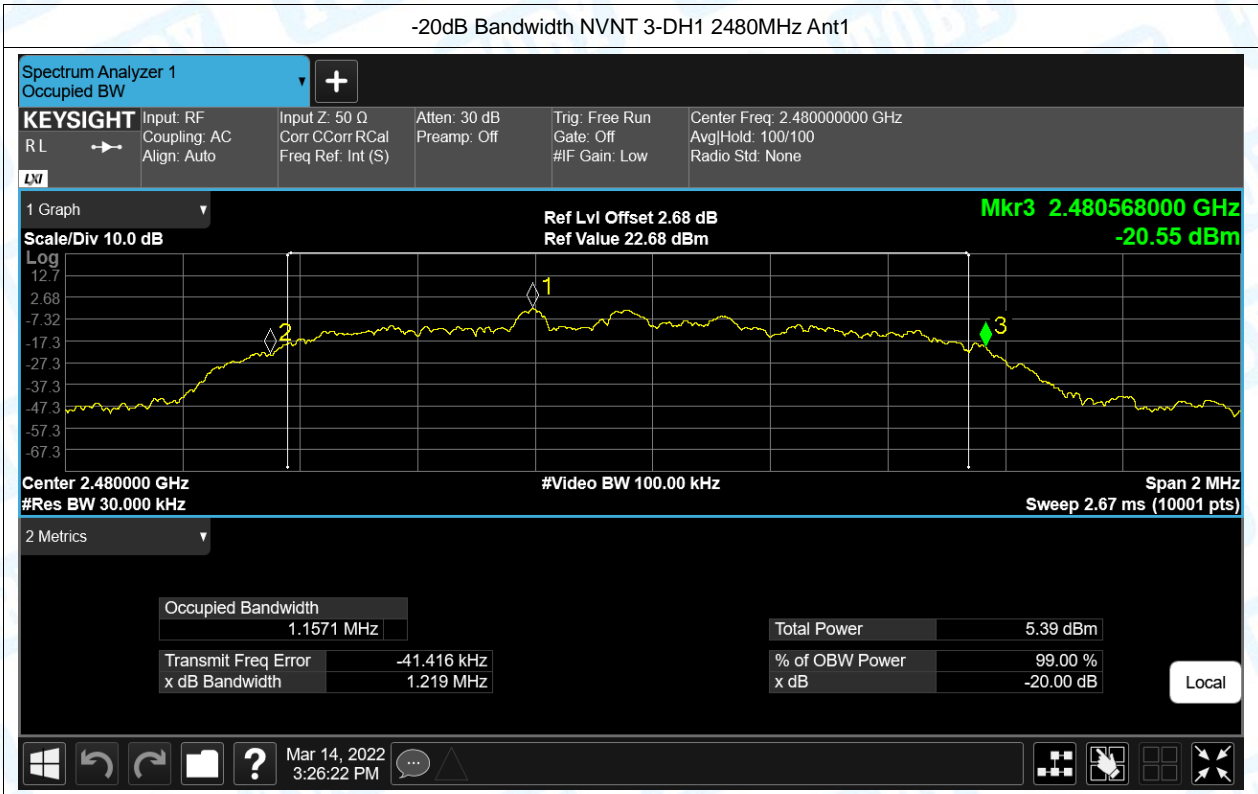 -20dB Bandwidth NVNT 3-DH1 2480MHz Ant1
Spectrum Analyzer 1
Occupied BW
KEYSIGHT
RL
LXI
Input: RF
Coupling: AC
Align: Auto
Input Z: 50 Ω
Corr CCorr RCal
Freq Ref: Int (S)
Atten: 30 dB
Preamp: Off
Trig: Free Run
Gate: Off
#IF Gain: Low
Center Freq: 2.480000000 GHz
Avg|Hold: 100/100
Radio Std: None
1 Graph
Scale/Div 10.0 dB
Ref Lvl Offset 2.68 dB
Ref Value 22.68 dBm
Mkr3 2.480568000 GHz
-20.55 dBm
Log
12.7
2.68
-7.32
-17.3
-27.3
-37.3
-47.3
-57.3
-67.3
1
2
3
Center 2.480000 GHz
#Video BW 100.00 kHz
Span 2 MHz
#Res BW 30.000 kHz
Sweep 2.67 ms (10001 pts)
2 Metrics
Occupied Bandwidth
1.1571 MHz
Transmit Freq Error -41.416 kHz
x dB Bandwidth 1.219 MHz
Total Power 5.39 dBm
% of OBW Power 99.00 %
x dB -20.00 dB
Local
?
Mar 14, 2022
3:26:22 PM